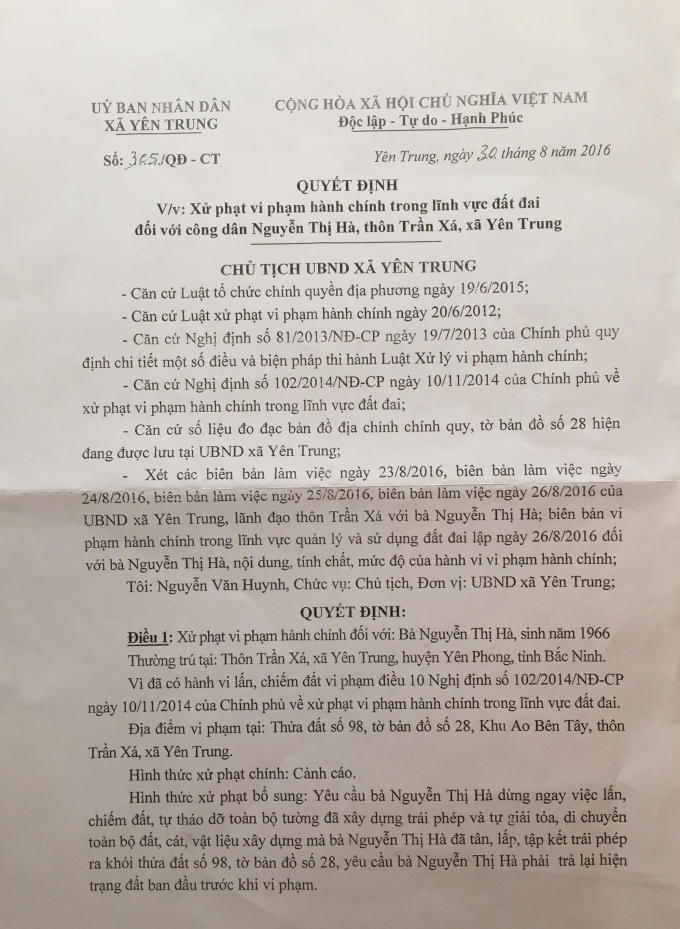 UỶ BAN NHÂN DÂN
XÃ YÊN TRUNG
CỘNG HÒA XÃ HỘI CHỦ NGHĨA VIỆT NAM
Độc lập - Tự do - Hạnh Phúc
Số: 305/QĐ - CT
Yên Trung, ngày 30 tháng 8 năm 2016
QUYẾT ĐỊNH
V/v: Xử phạt vi phạm hành chính trong lĩnh vực đất đai
đối với công dân Nguyễn Thị Hà, thôn Trần Xá, xã Yên Trung
CHỦ TỊCH UBND XÃ YÊN TRUNG
- Căn cứ Luật tổ chức chính quyền địa phương ngày 19/6/2015;
- Căn cứ Luật xử phạt vi phạm hành chính ngày 20/6/2012;
- Căn cứ Nghị định số 81/2013/NĐ-CP ngày 19/7/2013 của Chính phủ quy
định chi tiết một số điều và biện pháp thi hành Luật Xử lý vi phạm hành chính;
- Căn cứ Nghị định số 102/2014/NĐ-CP ngày 10/11/2014 của Chính phủ về
xử phạt vi phạm hành chính trong lĩnh vực đất đai;
- Căn cứ số liệu đo đạc bản đồ địa chính chính quy, tờ bản đồ số 28 hiện
đang được lưu tại UBND xã Yên Trung;
- Xét các biên bản làm việc ngày 23/8/2016, biên bản làm việc ngày
24/8/2016, biên bản làm việc ngày 25/8/2016, biên bản làm việc ngày 26/8/2016 của
UBND xã Yên Trung, lãnh đạo thôn Trần Xá với bà Nguyễn Thị Hà; biên bản vi
phạm hành chính trong lĩnh vực quản lý và sử dụng đất đai lập ngày 26/8/2016 đối
với bà Nguyễn Thị Hà, nội dung, tính chất, mức độ của hành vi vi phạm hành chính;
Tôi: Nguyễn Văn Huynh, Chức vụ: Chủ tịch, Đơn vị: UBND xã Yên Trung;
QUYẾT ĐỊNH:
Điều 1: Xử phạt vi phạm hành chính đối với: Bà Nguyễn Thị Hà, sinh năm 1966
Thường trú tại: Thôn Trần Xá, xã Yên Trung, huyện Yên Phong, tỉnh Bắc Ninh.
Vì đã có hành vi lấn, chiếm đất vi phạm điều 10 Nghị định số 102/2014/NĐ-CP
ngày 10/11/2014 của Chính phủ về xử phạt vi phạm hành chính trong lĩnh vực đất đai.
Địa điểm vi phạm tại: Thửa đất số 98, tờ bản đồ số 28, Khu Ao Bên Tây, thôn
Trần Xá, xã Yên Trung.
Hình thức xử phạt chính: Cảnh cáo.
Hình thức xử phạt bổ sung: Yêu cầu bà Nguyễn Thị Hà dừng ngay việc lấn,
chiếm đất, tự tháo dỡ toàn bộ tường đã xây dựng trái phép và tự giải tỏa, di chuyển
toàn bộ đất, cát, vật liệu xây dựng mà bà Nguyễn Thị Hà đã tân, lấp, tập kết trái phép
ra khỏi thửa đất số 98, tờ bản đồ số 28, yêu cầu bà Nguyễn Thị Hà phải trả lại hiện
trạng đất ban đầu trước khi vi phạm.